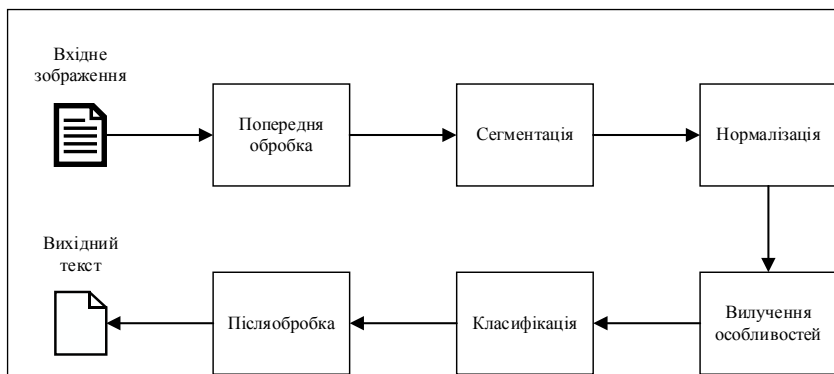 Вхідне
зображення
Попередня
обробка
Сегментація
Нормалізація
Вилучення
особливостей
Класифікація
Післяобробка
Вихідний
текст